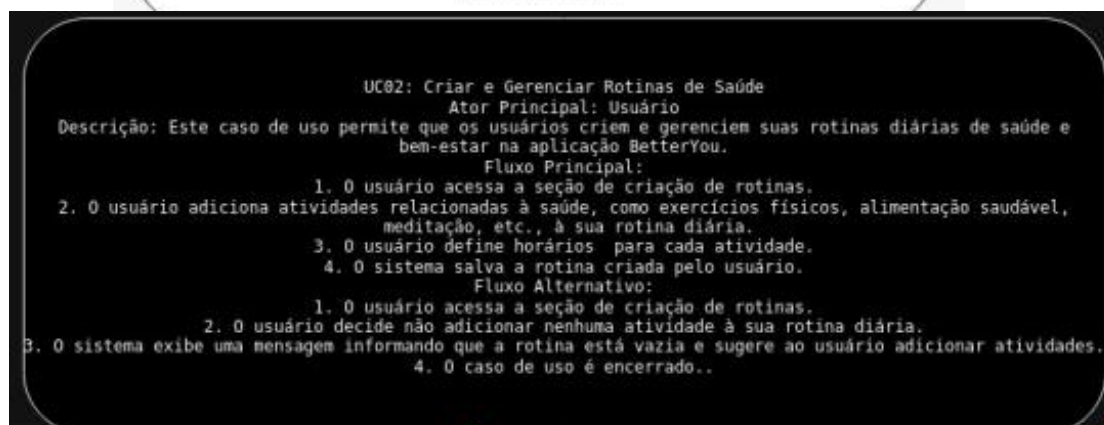 UC02: Criar e Gerenciar Rotinas de Saúde
Ator Principal: Usuário
Descrição: Este caso de uso permite que os usuários criem e gerenciem suas rotinas diárias de saúde e
bem-estar na aplicação BetterYou.
Fluxo Principal:
1. O usuário acessa a seção de criação de rotinas.
2. O usuário adiciona atividades relacionadas à saúde, como exercícios físicos, alimentação saudável,
meditação, etc., à sua rotina diária.
3. O usuário define horários  para cada atividade.
4. O sistema salva a rotina criada pelo usuário.
Fluxo Alternativo:
1. O usuário acessa a seção de criação de rotinas.
2. O usuário decide não adicionar nenhuma atividade à sua rotina diária.
3. O sistema exibe uma mensagem informando que a rotina está vazia e sugere ao usuário adicionar atividades.
4. O caso de uso é encerrado..